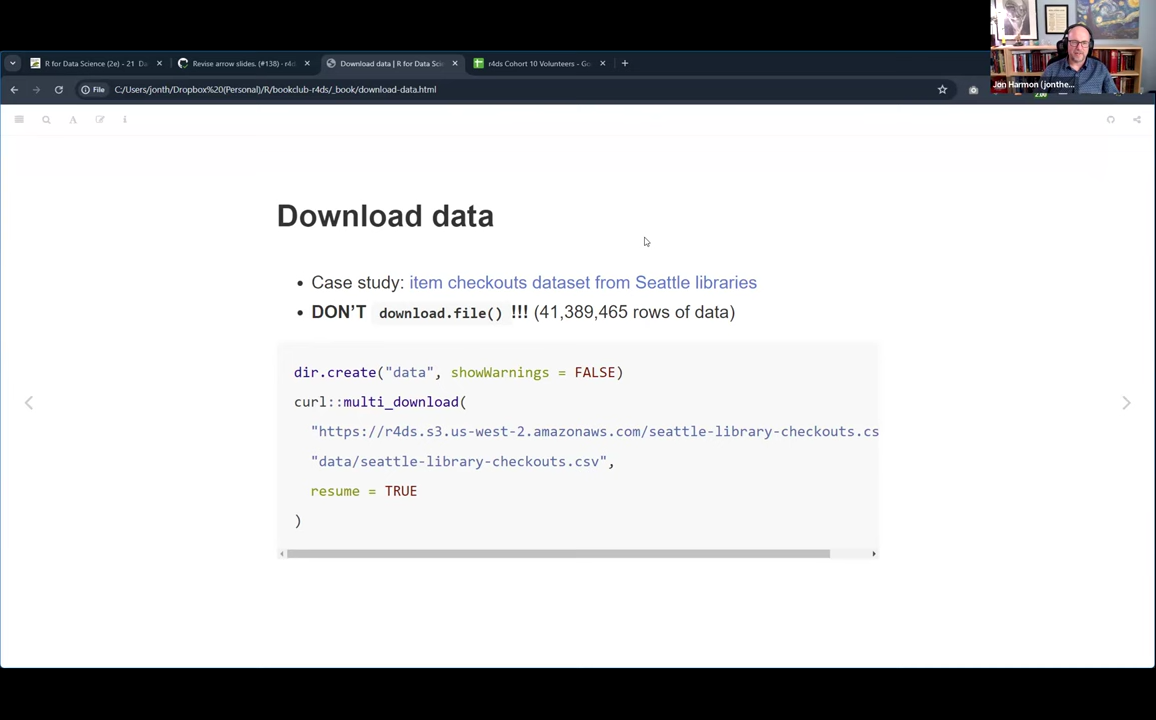 R for Data Science (2e) - 21 Da
Revise arrow slides. (#138) · r4d
Download data | R for Data Scie
r4ds Cohort 10 Volunteers - Go
File
C:/Users/jonth/Dropbox%20(Personal)/R/bookclub-r4ds/_book/download-data.html
Jon Harmon (jonthe...
2.00
Download data
• Case study: item checkouts dataset from Seattle libraries
• DON'T download.file() !!! (41,389,465 rows of data)
dir.create("data", showWarnings = FALSE)
curl::multi_download(
"https://r4ds.s3.us-west-2.amazonaws.com/seattle-library-checkouts.cs
"data/seattle-library-checkouts.csv",
resume = TRUE
)